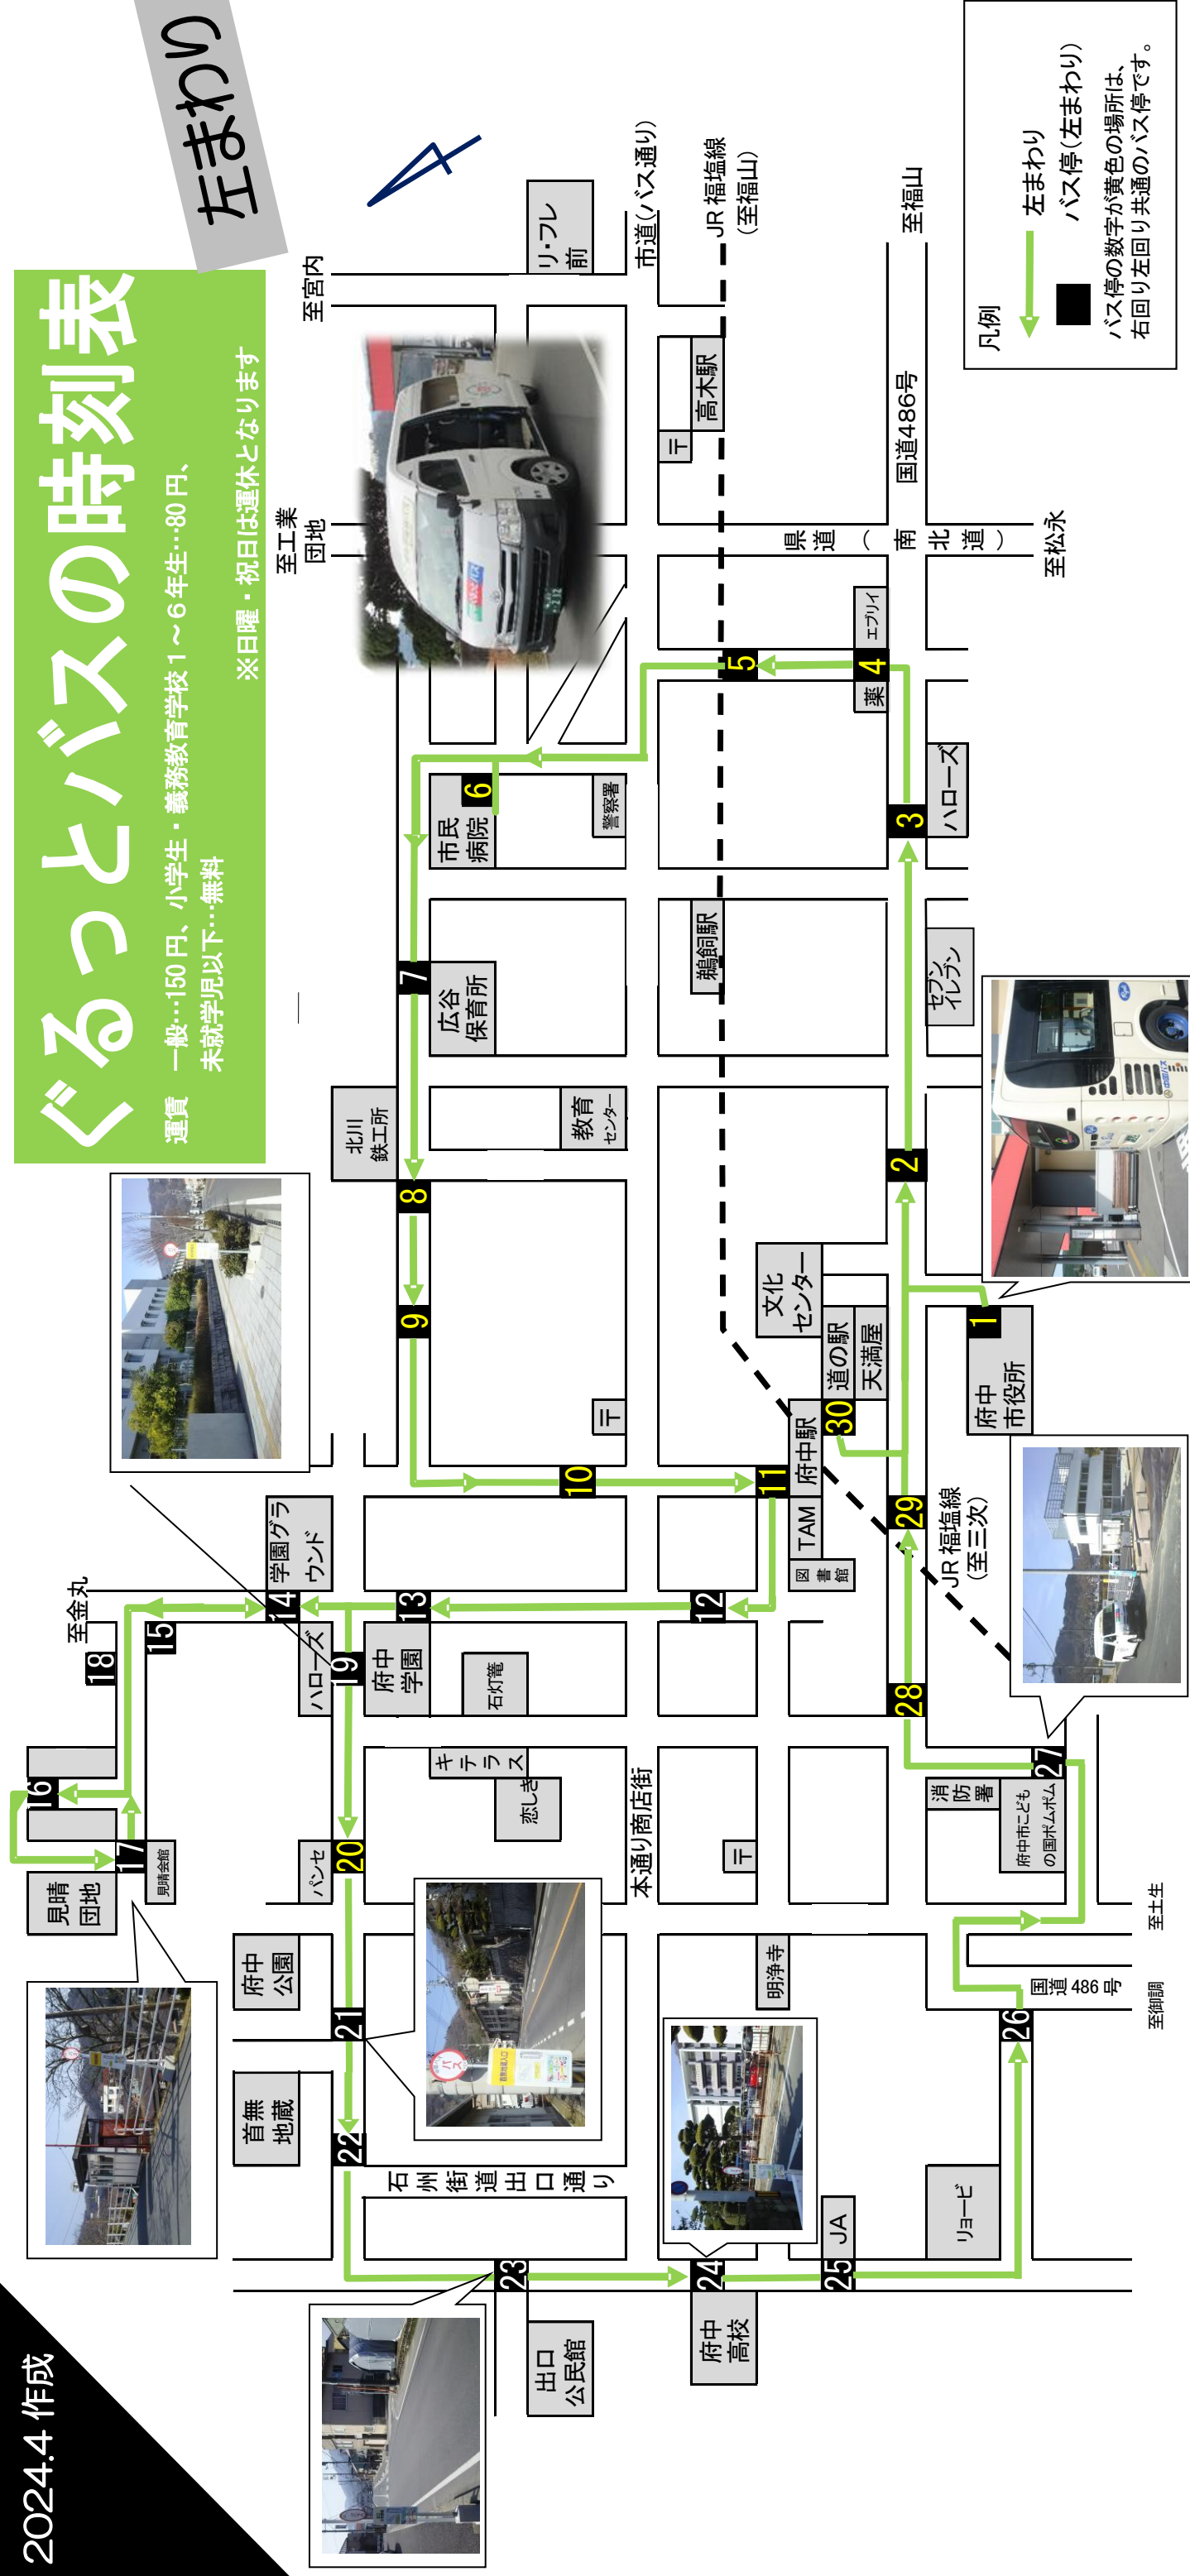 2024.4 作成
ぐるっとバスの時刻表
左まわり
運賃 一般…150円、小学生・義務教育学校1～6年生…80円、
未就学児以下…無料
※日曜・祝日は運休となります
見晴
団地
16
17
見晴会館
18
至金丸
15
14
学園グラ
ウンド
ハローズ
府中
公園
首無
地蔵
パンセ
22
21
20
19
府中
学園
13
北川
鉄工所
9
8
7
広谷
保育所
至工業
団地
至宮内
石州街道出口通り
キテラス
恋しき
石灯篭
市民
病院
6
リ・フレ
前
23
出口
公民館
〒
10
教育
センター
警察署
本通り商店街
市道(バス通り)
府中
高校
24
〒
12
鵜飼駅
5
〒
高木駅
JR 福塩線
(至福山)
明浄寺
TAM
11
府中駅
文化
センター
図書館
JA
25
30
道の駅
天満屋
県道(南北道)
薬
4
エブリイ
28
29
2
3
国道486号
至福山
リョービ
消防署
JR 福塩線
(至三次)
セブン
イレブン
ハローズ
府中市こども
の国ポムポム
27
26
国道 486 号
府中
市役所
1
至松永
至御調
至土生
凡例
左まわり
バス停(左まわり)
バス停の数字が黄色の場所は、
右回り左回り共通のバス停です。